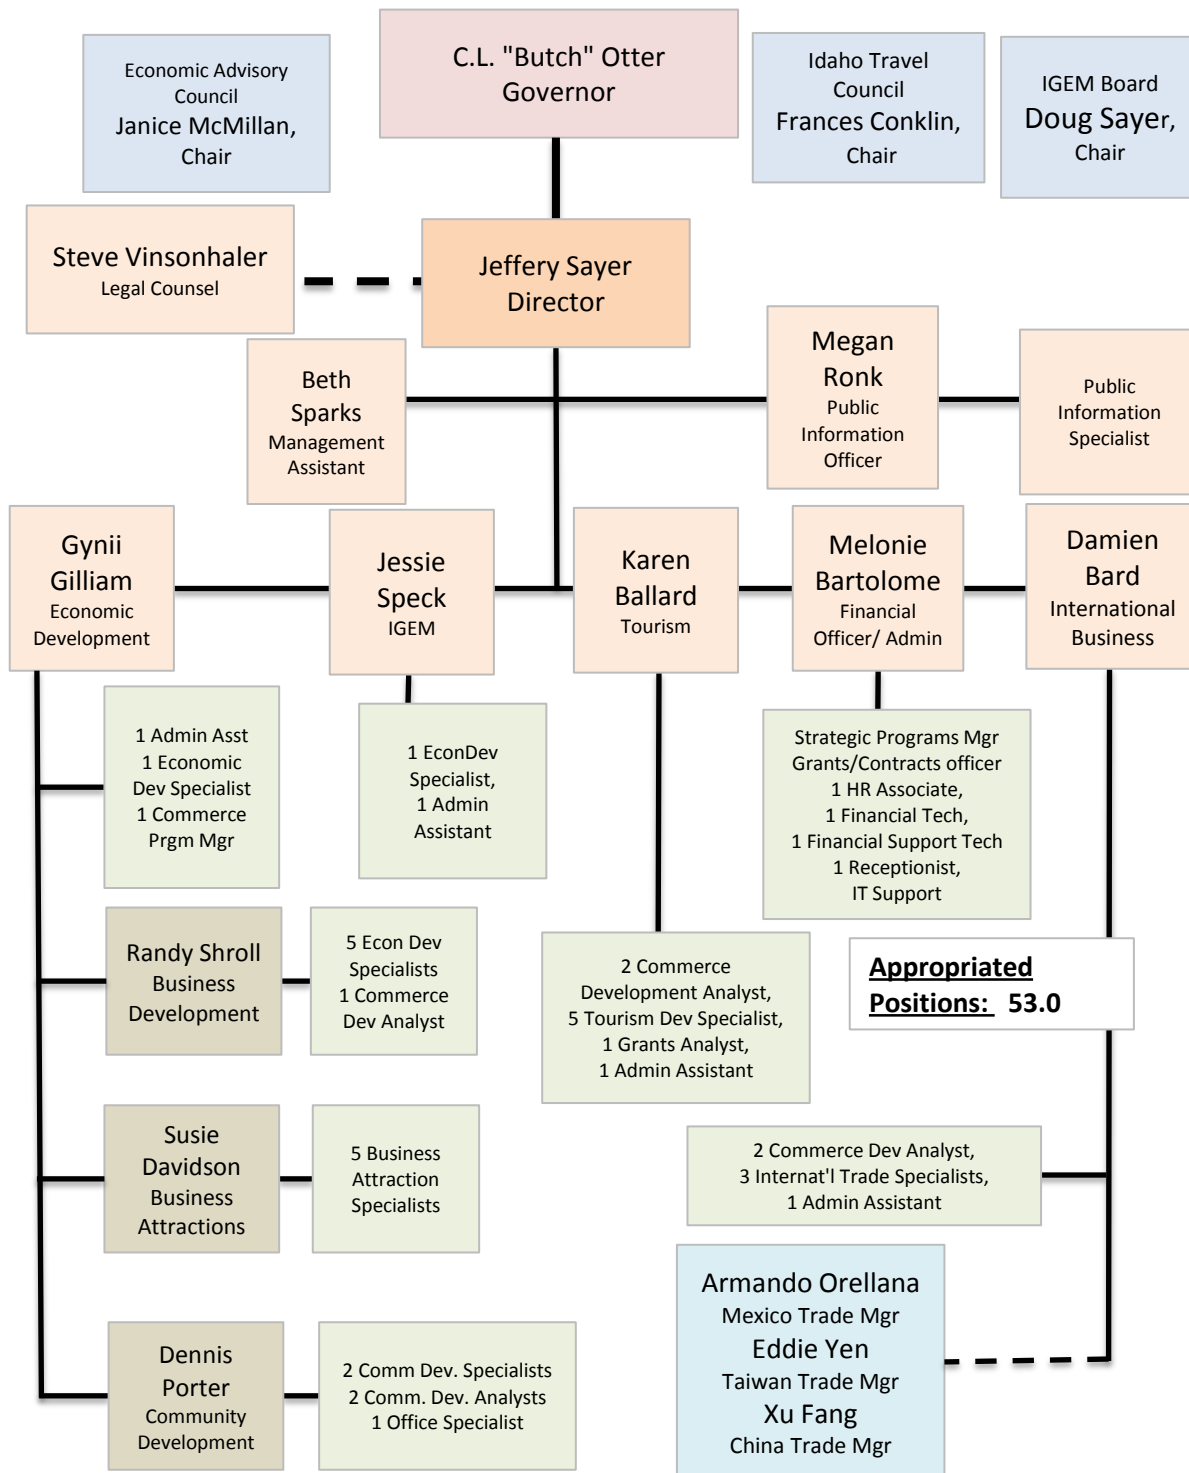 Economic Advisory
Council
Janice McMillan,
Chair
C.L. "Butch" Otter
Governor
Idaho Travel
Council
Frances Conklin,
Chair
IGEM Board
Doug Sayer,
Chair
Steve Vinsonhaler
Legal Counsel
Jeffery Sayer
Director
Beth
Sparks
Management
Assistant
Megan
Ronk
Public
Information
Officer
Public
Information
Specialist
Gynii
Gilliam
Economic
Development
Jessie
Speck
IGEM
Karen
Ballard
Tourism
Melonie
Bartolome
Financial
Officer/ Admin
Damien
Bard
International
Business
1 Admin Asst
1 Economic
Dev Specialist
1 Commerce
Prgm Mgr
1 EconDev
Specialist,
1 Admin
Assistant
Strategic Programs Mgr
Grants/Contracts officer
1 HR Associate,
1 Financial Tech,
1 Financial Support Tech
1 Receptionist,
IT Support
Randy Shroll
Business
Development
5 Econ Dev
Specialists
1 Commerce
Dev Analyst
2 Commerce
Development Analyst,
5 Tourism Dev Specialist,
1 Grants Analyst,
1 Admin Assistant
Appropriated
Positions: 53.0
Susie
Davidson
Business
Attractions
5 Business
Attraction
Specialists
2 Commerce Dev Analyst,
3 Internat'l Trade Specialists,
1 Admin Assistant
Dennis
Porter
Community
Development
2 Comm Dev. Specialists
2 Comm. Dev. Analysts
1 Office Specialist
Armando Orellana
Mexico Trade Mgr
Eddie Yen
Taiwan Trade Mgr
Xu Fang
China Trade Mgr